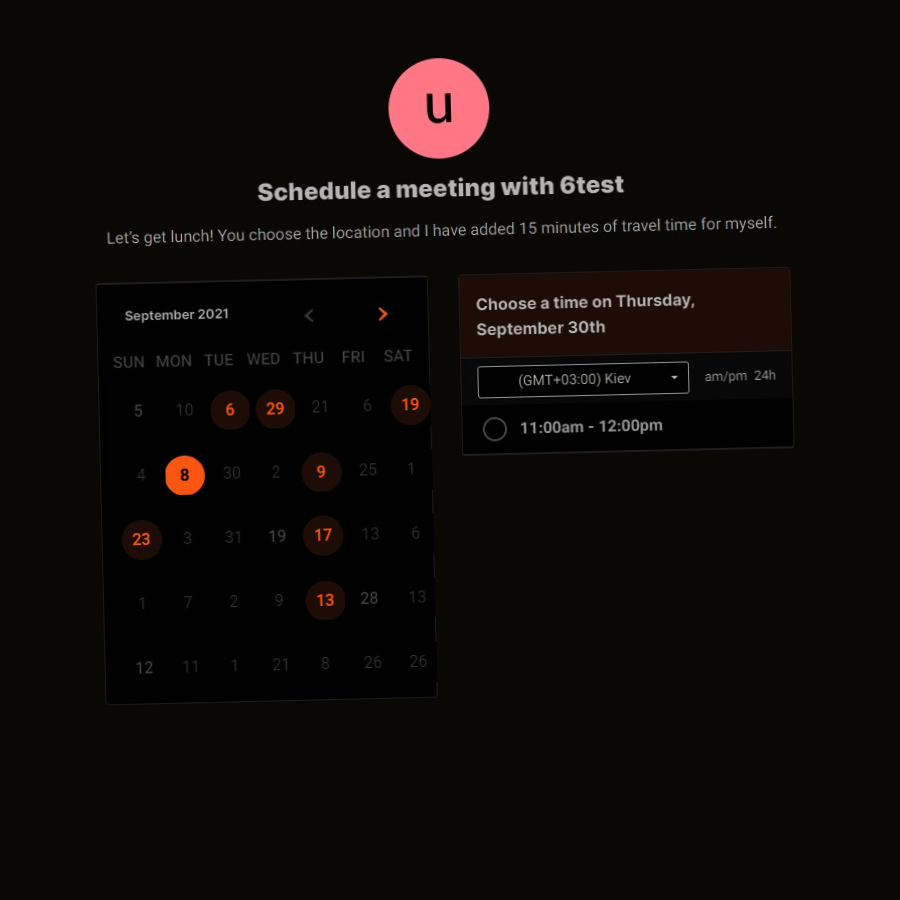 u
Schedule a meeting with 6test
Let's get lunch! You choose the location and I have added 15 minutes of travel time for myself.
September 2021
SUN MON TUE WED THU FRI SAT
5 10 6 29 21 6 19
4 8 30 2 9 25 1
23 3 31 19 17 13 6
1 7 2 9 13 28 13
12 11 1 21 8 26 26
Choose a time on Thursday,
September 30th
(GMT+03:00) Kiev am/pm 24h
11:00am - 12:00pm